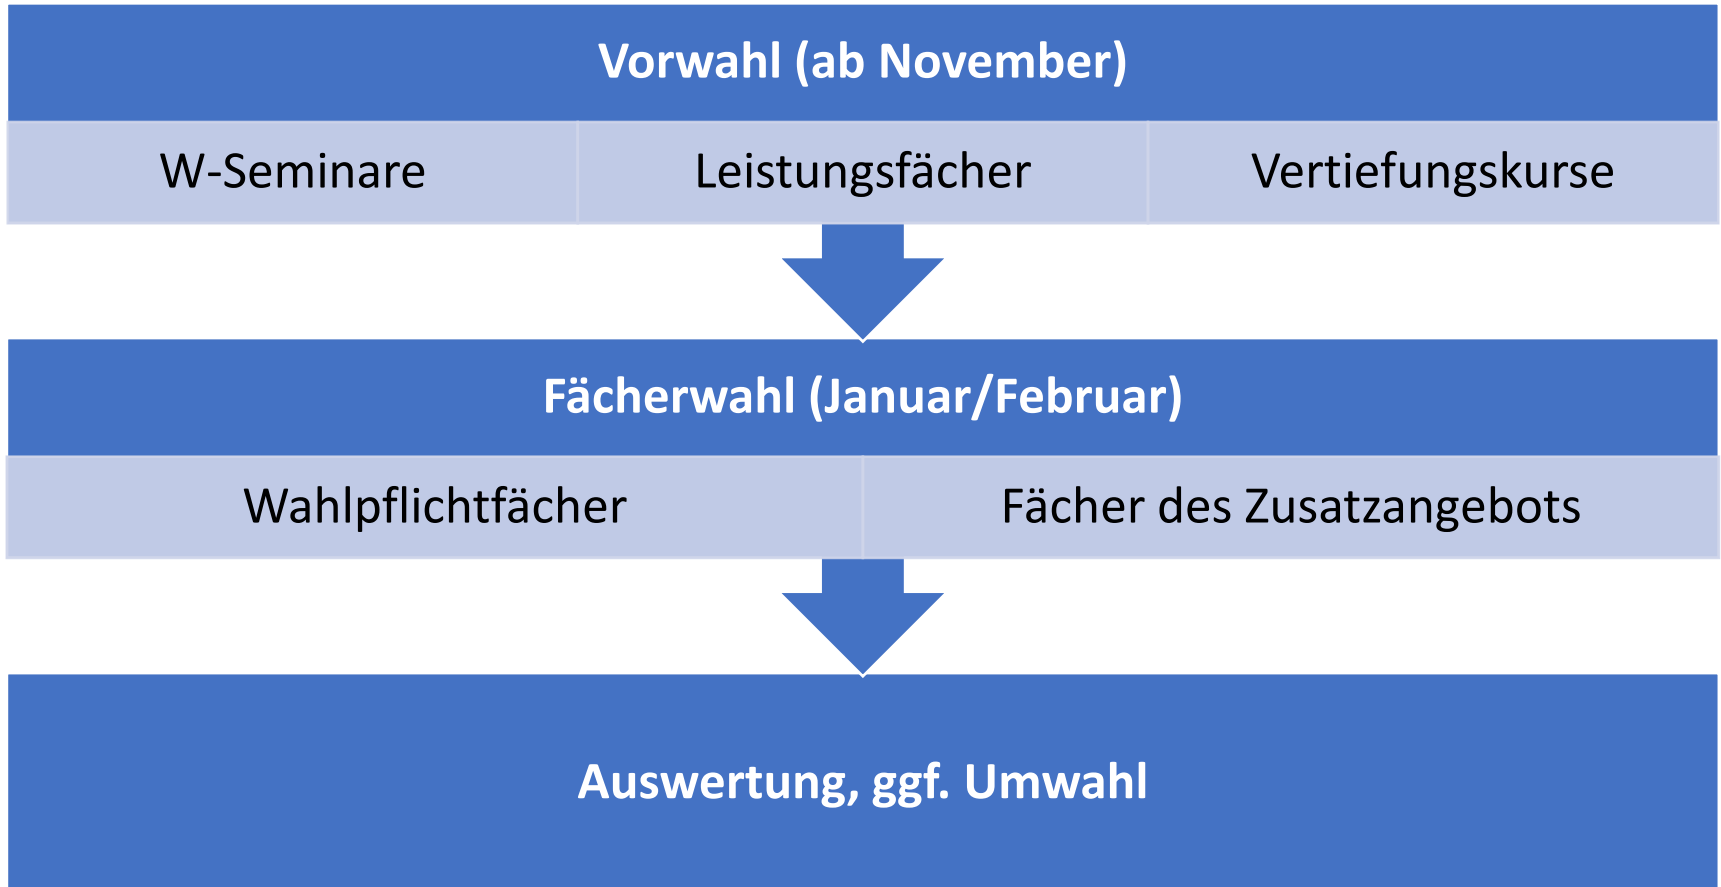 Vorwahl (ab November)
W-Seminare
Leistungsfächer
Vertiefungskurse
Fächerwahl (Januar/Februar)
Wahlpflichtfächer
Fächer des Zusatzangebots
Auswertung, ggf. Umwahl